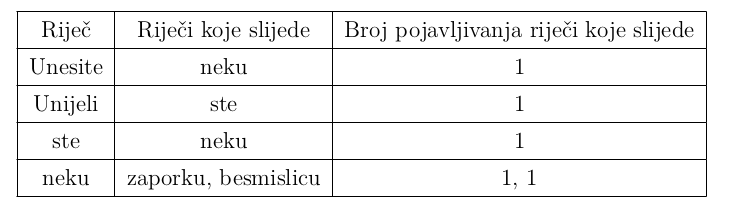 Riječ Riječi koje slijede Broj pojavljivanja riječi koje slijede
Unesite neku 1
Unijeli ste 1
ste neku 1
neku zaporku, besmislicu 1, 1